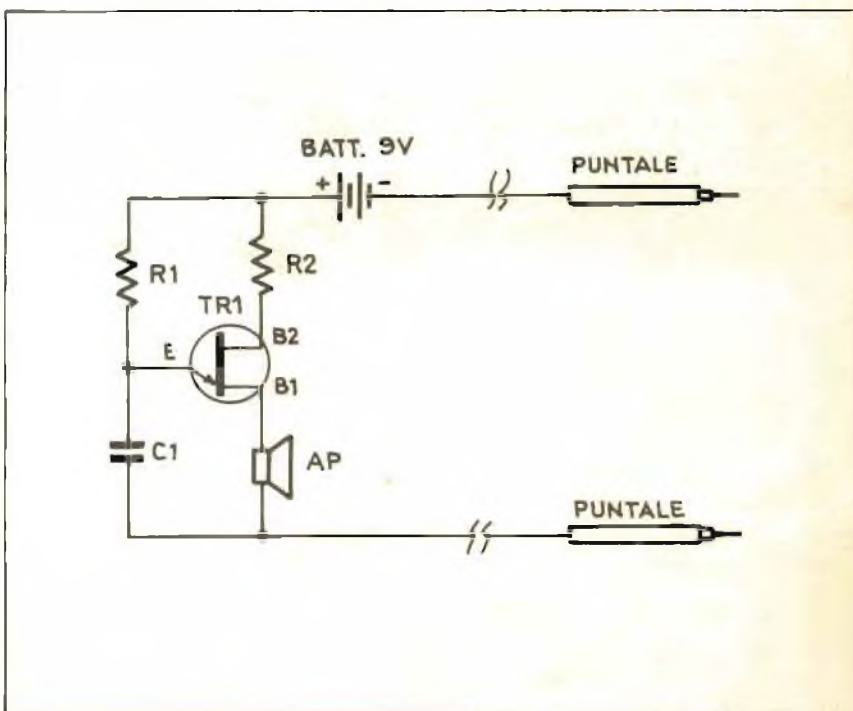 BATT. 9V
PUNTALE
+ -
R1
R2
TR1
B2
E
B1
C1
AP
PUNTALE